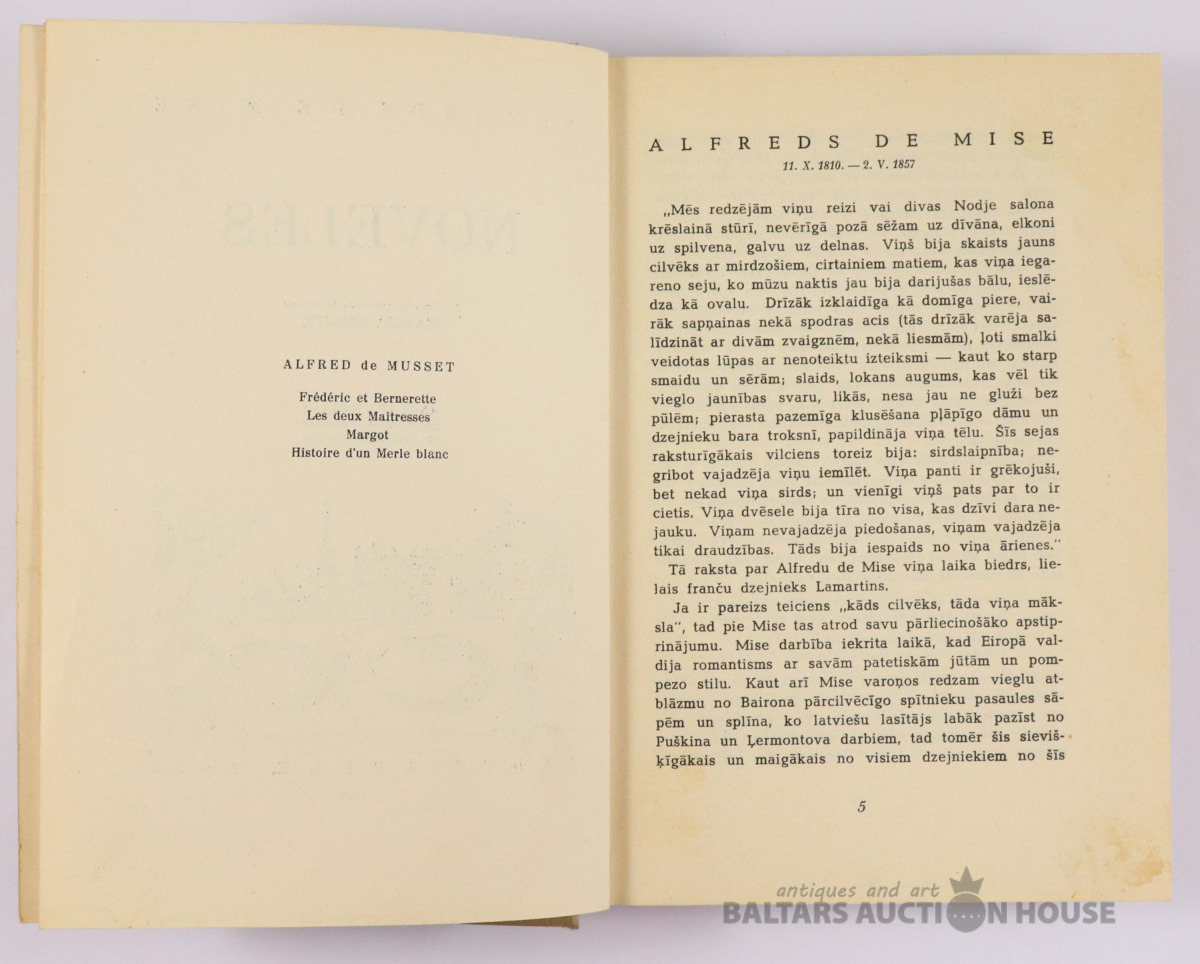 ALFRED de MUSSET
Frédéric et Bernerette
Les deux Maîtresses
Margot
Histoire d'un Merle blanc
ALFREDS DE MISE
11. X. 1810. — 2. V. 1857
„Mēs redzējām viņu reizi vai divas Nodje salona
krēslainā stūrī, nevērīgā pozā sēžam uz dīvāna, elkoni
uz spilvena, galvu uz delnas. Viņš bija skaists jauns
cilvēks ar mirdzošiem, cirtainiem matiem, kas viņa iega-
reno seju, ko mūzu naktis jau bija darijušas bālu, ieslē-
dza kā ovalu. Drīzāk izklaidīga kā domīga piere, vai-
rāk sapņainas nekā spodras acis (tās drīzāk varēja sa-
līdzināt ar divām zvaigznēm, nekā liesmām), ļoti smalki
veidotas lūpas ar nenoteiktu izteiksmi — kaut ko starp
smaidu un sērām; slaids, lokans augums, kas vēl tik
vieglo jaunības svaru, likās, nesa jau ne gluži bez
pūlēm; pierasta pazemīga klusēšana pļāpīgo dāmu un
dzejnieku bara troksnī, papildināja viņa tēlu. Šīs sejas
raksturīgākais vilciens toreiz bija: sirdslaipnība; ne-
gribot vajadzēja viņu iemīlēt. Viņa panti ir grēkojuši,
bet nekad viņa sirds; un vienīgi viņš pats par to ir
cietis. Viņa dvēsele bija tīra no visa, kas dzīvi dara ne-
jauku. Viņam nevajadzēja piedošanas, viņam vajadzēja
tikai draudzības. Tāds bija iespaids no viņa ārienes."
Tā raksta par Alfredu de Mise viņa laika biedrs, lie-
lais franču dzejnieks Lamartins.
Ja ir pareizs teiciens „kāds cilvēks, tāda viņa māk-
sla", tad pie Mise tas atrod savu pārliecinošāko apstip-
rinājumu. Mise darbība iekrita laikā, kad Eiropā val-
dija romantisms ar savām patetiskām jūtām un pom-
pezo stilu. Kaut arī Mise varoņos redzam vieglu at-
blāzmu no Bairona pārcilvēcīgo spītnieku pasaules sā-
pēm un splīna, ko latviešu lasītājs labāk pazīst no
Puškina un Ļermontova darbiem, tad tomēr šis sieviš-
ķīgākais un maigākais no visiem dzejniekiem no šīs
5
antiques and art
BALTARS AUCTION HOUSE